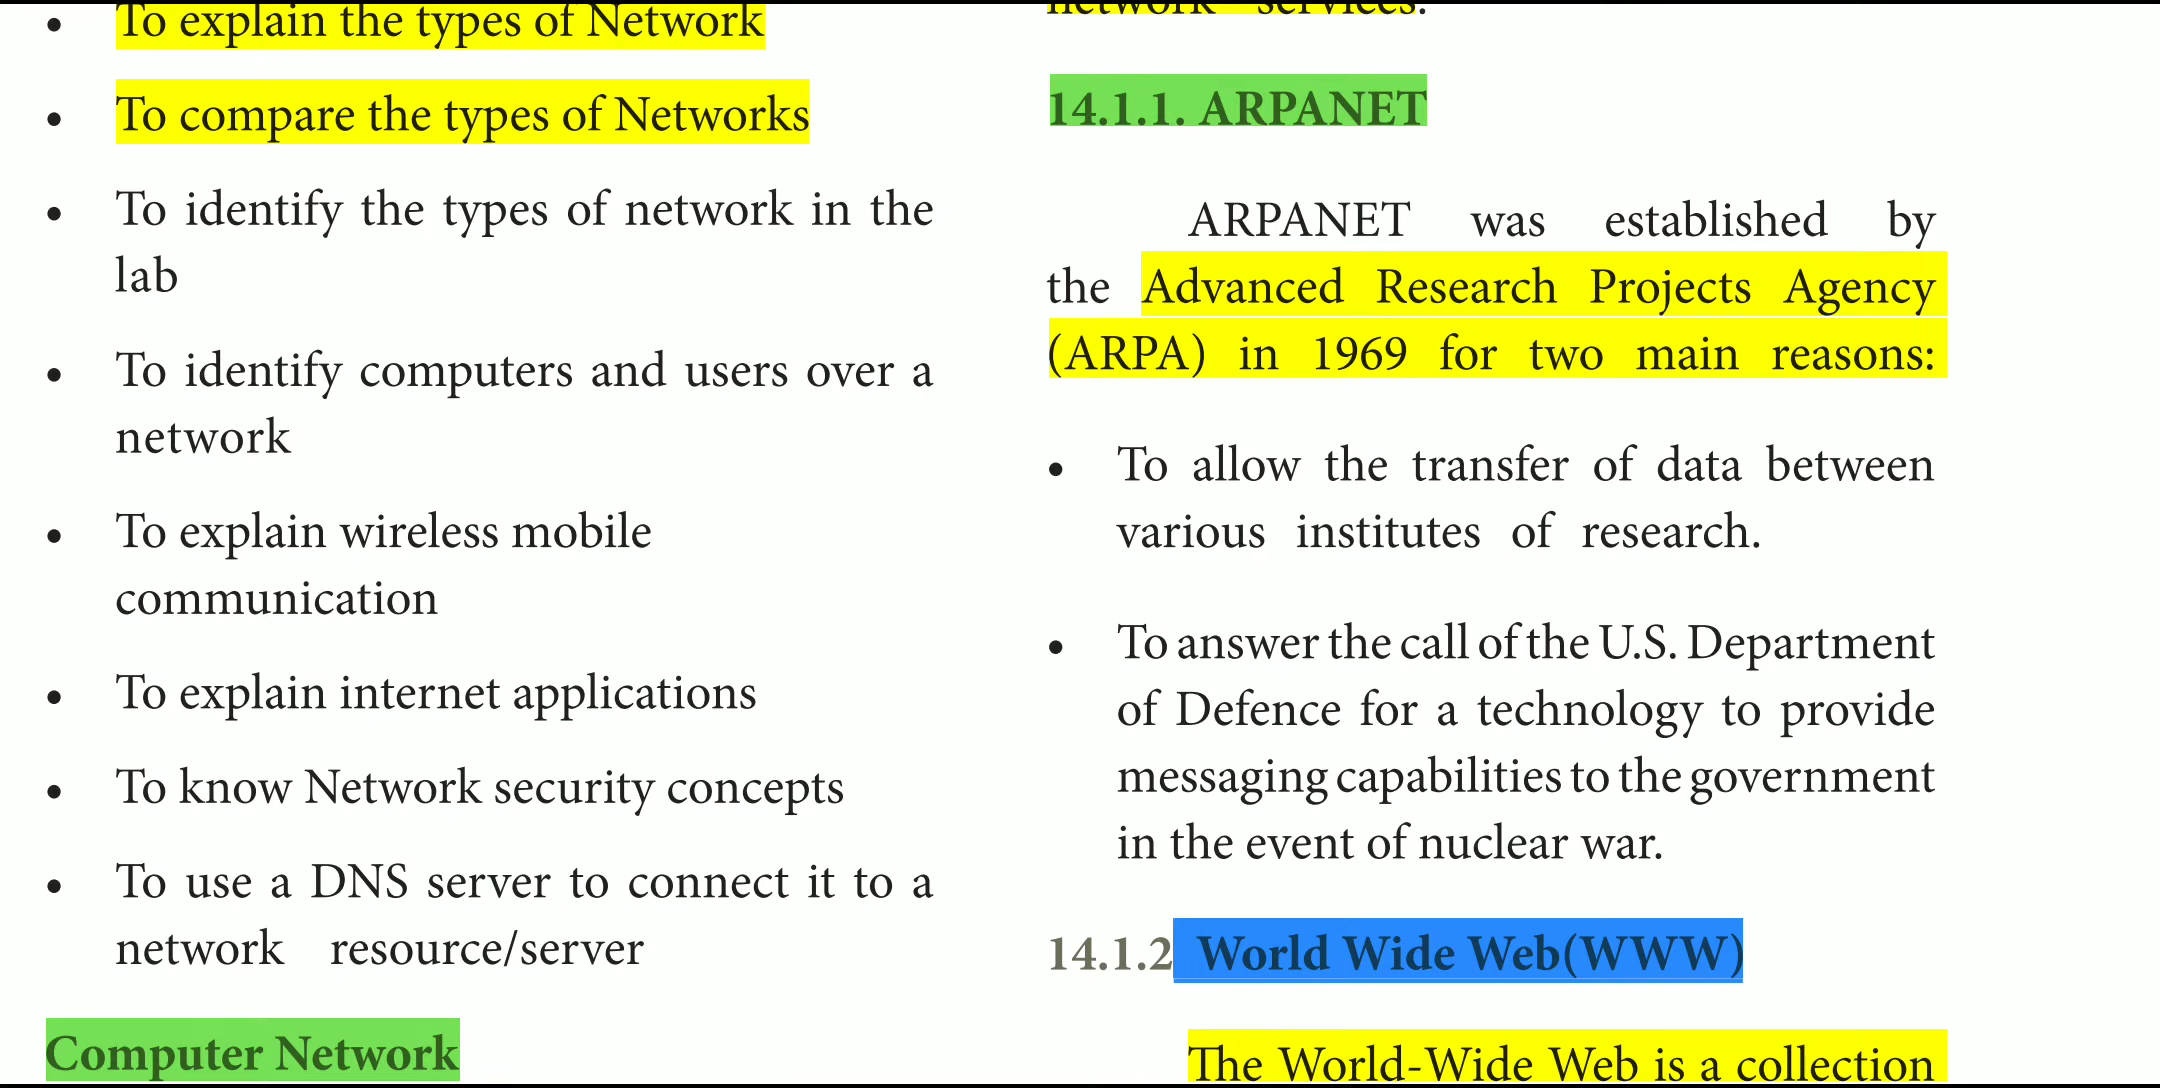 • To explain the types of Network
• To compare the types of Networks
• To identify the types of network in the
lab
• To identify computers and users over a
network
• To explain wireless mobile
communication
• To explain internet applications
• To know Network security concepts
• To use a DNS server to connect it to a
network resource/server
Computer Network
network services.
14.1.1. ARPANET
ARPANET was established by
the Advanced Research Projects Agency
(ARPA) in 1969 for two main reasons:
• To allow the transfer of data between
various institutes of research.
• To answer the call of the U.S. Department
of Defence for a technology to provide
messaging capabilities to the government
in the event of nuclear war.
14.1.2 World Wide Web(WWW)
The World-Wide Web is a collection